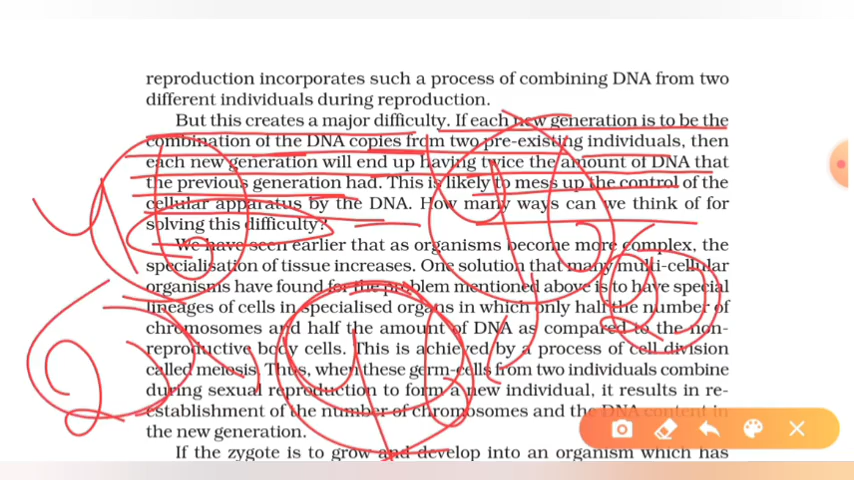 reproduction incorporates such a process of combining DNA from two
different individuals during reproduction.
But this creates a major difficulty. If each new generation is to be the
combination of the DNA copies from two pre-existing individuals, then
each new generation will end up having twice the amount of DNA that
the previous generation had. This is likely to mess up the control of the
cellular apparatus by the DNA. How many ways can we think of for
solving this difficulty?
We have seen earlier that as organisms become more complex, the
specialisation of tissue increases. One solution that many multi-cellular
organisms have found for the problem mentioned above is to have special
lineages of cells in specialised organs in which only half the number of
chromosomes and half the amount of DNA as compared to the non-
reproductive body cells. This is achieved by a process of cell division
called meiosis. Thus, when these germ-cells from two individuals combine
during sexual reproduction to form a new individual, it results in re-
establishment of the number of chromosomes and the DNA content in
the new generation.
If the zygote is to grow and develop into an organism which has